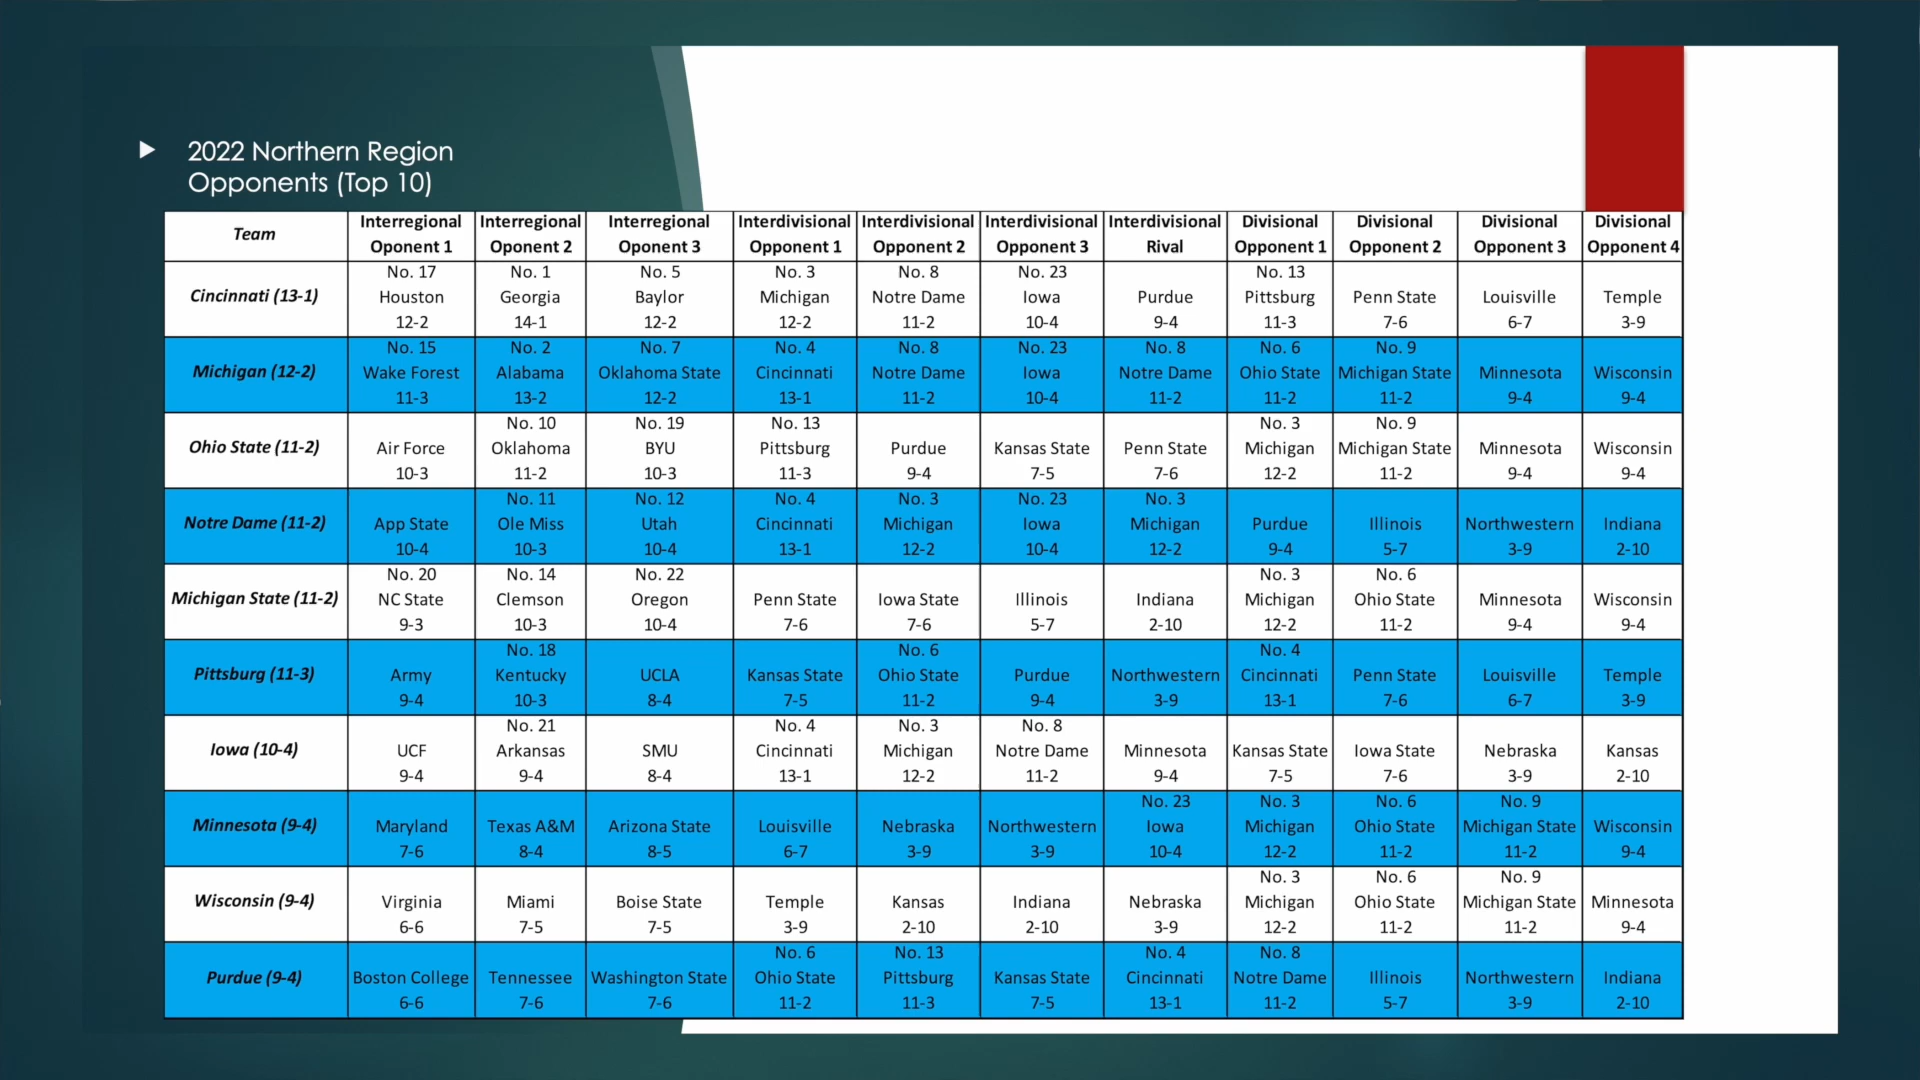 2022 Northern Region
Opponents (Top 10)
Team
Interregional Oponent 1
Interregional Oponent 2
Interregional Oponent 3
Interdivisional Opponent 1
Interdivisional Opponent 2
Interdivisional Opponent 3
Interdivisional Rival
Divisional Opponent 1
Divisional Opponent 2
Divisional Opponent 3
Divisional Opponent 4
Cincinnati (13-1)
No. 17 Houston 12-2
No. 1 Georgia 14-1
No. 5 Baylor 12-2
No. 3 Michigan 12-2
No. 8 Notre Dame 11-2
No. 23 Iowa 10-4
Purdue 9-4
No. 13 Pittsburg 11-3
Penn State 7-6
Louisville 6-7
Temple 3-9
Michigan (12-2)
No. 15 Wake Forest 11-3
No. 2 Alabama 13-2
No. 7 Oklahoma State 12-2
No. 4 Cincinnati 13-1
No. 8 Notre Dame 11-2
No. 23 Iowa 10-4
No. 8 Notre Dame 11-2
No. 6 Ohio State 11-2
No. 9 Michigan State 11-2
Minnesota 9-4
Wisconsin 9-4
Ohio State (11-2)
Air Force 10-3
No. 10 Oklahoma 11-2
No. 19 BYU 10-3
No. 13 Pittsburg 11-3
Purdue 9-4
Kansas State 7-5
Penn State 7-6
No. 3 Michigan 12-2
No. 9 Michigan State 11-2
Minnesota 9-4
Wisconsin 9-4
Notre Dame (11-2)
App State 10-4
No. 11 Ole Miss 10-3
No. 12 Utah 10-4
No. 4 Cincinnati 13-1
No. 3 Michigan 12-2
No. 23 Iowa 10-4
No. 3 Michigan 12-2
Purdue 9-4
Illinois 5-7
Northwestern 3-9
Indiana 2-10
Michigan State (11-2)
No. 20 NC State 9-3
No. 14 Clemson 10-3
No. 22 Oregon 10-4
Penn State 7-6
Iowa State 7-6
Illinois 5-7
Indiana 2-10
No. 3 Michigan 12-2
No. 6 Ohio State 11-2
Minnesota 9-4
Wisconsin 9-4
Pittsburg (11-3)
Army 9-4
No. 18 Kentucky 10-3
UCLA 8-4
Kansas State 7-5
No. 6 Ohio State 11-2
Purdue 9-4
Northwestern 3-9
No. 4 Cincinnati 13-1
Penn State 7-6
Louisville 6-7
Temple 3-9
Iowa (10-4)
UCF 9-4
No. 21 Arkansas 9-4
SMU 8-4
No. 4 Cincinnati 13-1
No. 3 Michigan 12-2
No. 8 Notre Dame 11-2
Minnesota 9-4
Kansas State 7-5
Iowa State 7-6
Nebraska 3-9
Kansas 2-10
Minnesota (9-4)
Maryland 7-6
Texas A&M 8-4
Arizona State 8-5
Louisville 6-7
Nebraska 3-9
Northwestern 3-9
No. 23 Iowa 10-4
No. 3 Michigan 12-2
No. 6 Ohio State 11-2
No. 9 Michigan State 11-2
Wisconsin 9-4
Wisconsin (9-4)
Virginia 6-6
Miami 7-5
Boise State 7-5
Temple 3-9
Kansas 2-10
Indiana 2-10
Nebraska 3-9
No. 3 Michigan 12-2
No. 6 Ohio State 11-2
No. 9 Michigan State 11-2
Minnesota 9-4
Purdue (9-4)
Boston College 6-6
Tennessee 7-6
Washington State 7-6
No. 6 Ohio State 11-2
No. 13 Pittsburg 11-3
Kansas State 7-5
No. 4 Cincinnati 13-1
No. 8 Notre Dame 11-2
Illinois 5-7
Northwestern 3-9
Indiana 2-10